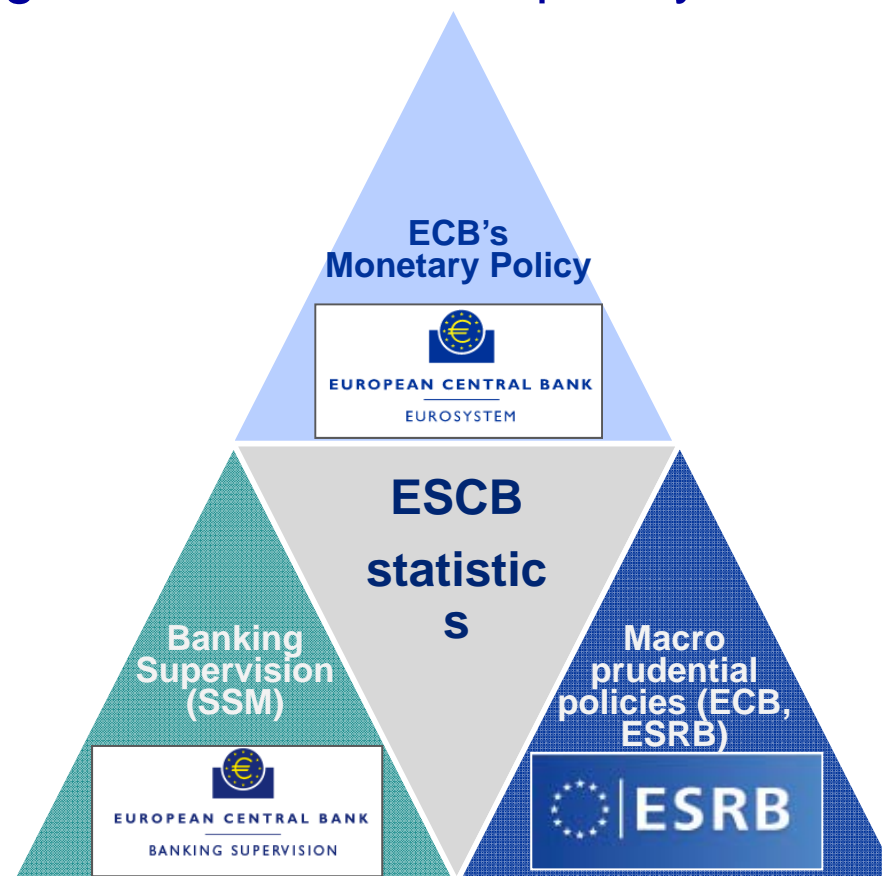 ECB's
Monetary Policy
EUROPEAN CENTRAL BANK
EUROSYSTEM
ESCB
statistic
s
Banking
Supervision
(SSM)
EUROPEAN CENTRAL BANK
BANKING SUPERVISION
Macro
prudential
policies (ECB,
ESRB)
ESRB